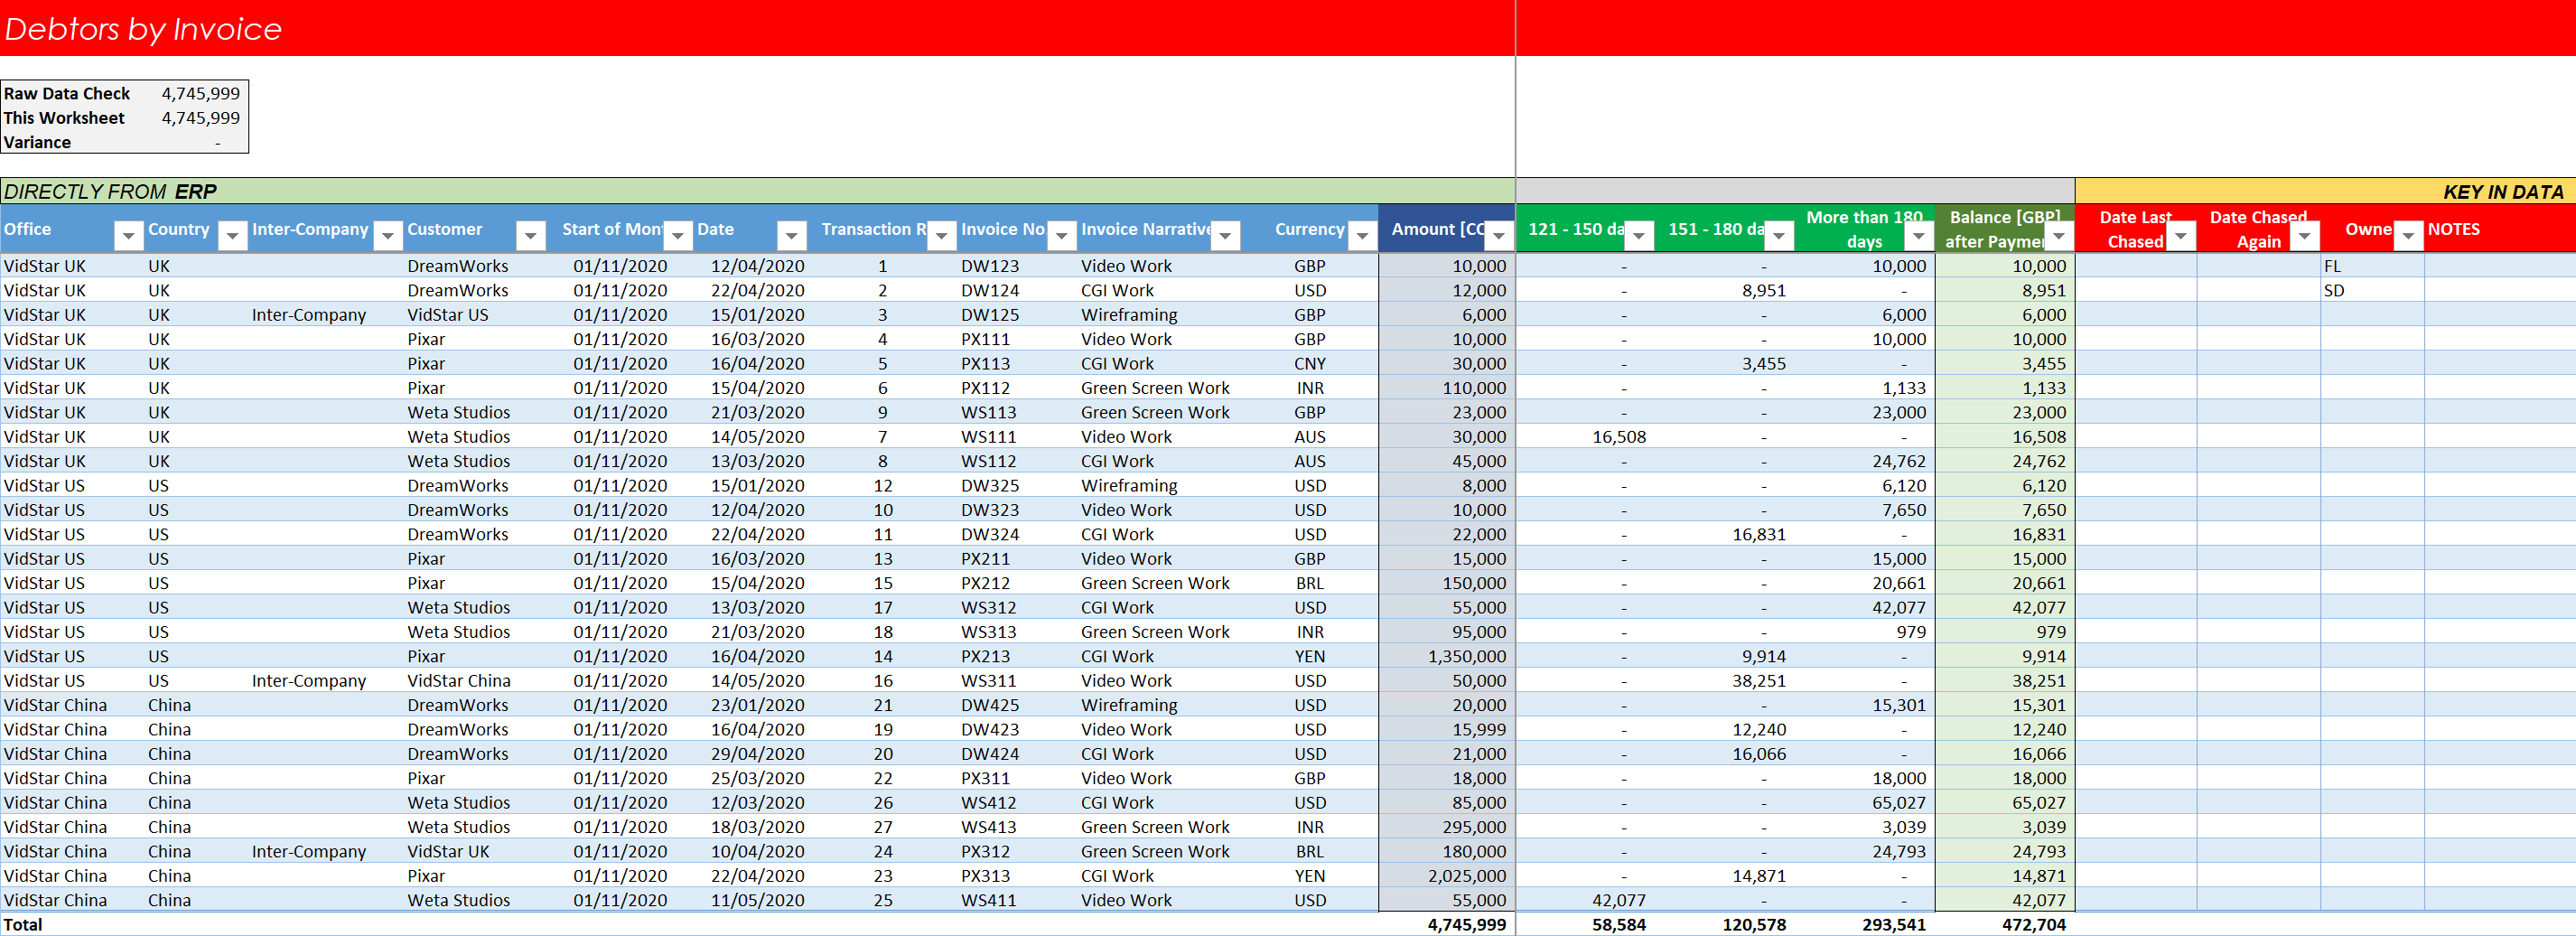 Debtors by Invoice
Raw Data Check 4,745,999
This Worksheet 4,745,999
Variance -
DIRECTLY FROM ERP KEY IN DATA
Office Country Inter-Company Customer Start of Mon Date Transaction R Invoice No. Invoice Narrative Currency Amount [CC 121 - 150 da 151 - 180 da More than 180 days Balance [GBP] after Paymen Date Last Chased Date Chased Again Owne NOTES
VidStar UK UK DreamWorks 01/11/2020 12/04/2020 1 DW123 Video Work GBP 10,000 - - 10,000 10,000 FL
VidStar UK UK DreamWorks 01/11/2020 22/04/2020 2 DW124 CGI Work USD 12,000 - 8,951 - 8,951 SD
VidStar UK UK Inter-Company VidStar US 01/11/2020 15/01/2020 3 DW125 Wireframing GBP 6,000 - - 6,000 6,000
VidStar UK UK Pixar 01/11/2020 16/03/2020 4 PX111 Video Work GBP 10,000 - - 10,000 10,000
VidStar UK UK Pixar 01/11/2020 16/04/2020 5 PX113 CGI Work CNY 30,000 - 3,455 - 3,455
VidStar UK UK Pixar 01/11/2020 15/04/2020 6 PX112 Green Screen Work INR 110,000 - - 1,133 1,133
VidStar UK UK Weta Studios 01/11/2020 21/03/2020 9 WS113 Green Screen Work GBP 23,000 - - 23,000 23,000
VidStar UK UK Weta Studios 01/11/2020 14/05/2020 7 WS111 Video Work AUS 30,000 16,508 - - 16,508
VidStar UK UK Weta Studios 01/11/2020 13/03/2020 8 WS112 CGI Work AUS 45,000 - - 24,762 24,762
VidStar US US DreamWorks 01/11/2020 15/01/2020 12 DW325 Wireframing USD 8,000 - - 6,120 6,120
VidStar US US DreamWorks 01/11/2020 12/04/2020 10 DW323 Video Work USD 10,000 - - 7,650 7,650
VidStar US US DreamWorks 01/11/2020 22/04/2020 11 DW324 CGI Work USD 22,000 - 16,831 - 16,831
VidStar US US Pixar 01/11/2020 16/03/2020 13 PX211 Video Work GBP 15,000 - - 15,000 15,000
VidStar US US Pixar 01/11/2020 15/04/2020 15 PX212 Green Screen Work BRL 150,000 - - 20,661 20,661
VidStar US US Weta Studios 01/11/2020 13/03/2020 17 WS312 CGI Work USD 55,000 - - 42,077 42,077
VidStar US US Weta Studios 01/11/2020 21/03/2020 18 WS313 Green Screen Work INR 95,000 - - 979 979
VidStar US US Pixar 01/11/2020 16/04/2020 14 PX213 CGI Work YEN 1,350,000 - 9,914 - 9,914
VidStar US US Inter-Company VidStar China 01/11/2020 14/05/2020 16 WS311 Video Work USD 50,000 - 38,251 - 38,251
VidStar China China DreamWorks 01/11/2020 23/01/2020 21 DW425 Wireframing USD 20,000 - - 15,301 15,301
VidStar China China DreamWorks 01/11/2020 16/04/2020 19 DW423 Video Work USD 15,999 - 12,240 - 12,240
VidStar China China DreamWorks 01/11/2020 29/04/2020 20 DW424 CGI Work USD 21,000 - 16,066 - 16,066
VidStar China China Pixar 01/11/2020 25/03/2020 22 PX311 Video Work GBP 18,000 - - 18,000 18,000
VidStar China China Weta Studios 01/11/2020 12/03/2020 26 WS412 CGI Work USD 85,000 - - 65,027 65,027
VidStar China China Weta Studios 01/11/2020 18/03/2020 27 WS413 Green Screen Work INR 295,000 - - 3,039 3,039
VidStar China China Inter-Company VidStar UK 01/11/2020 10/04/2020 24 PX312 Green Screen Work BRL 180,000 - - 24,793 24,793
VidStar China China Pixar 01/11/2020 22/04/2020 23 PX313 CGI Work YEN 2,025,000 - 14,871 - 14,871
VidStar China China Weta Studios 01/11/2020 11/05/2020 25 WS411 Video Work USD 55,000 42,077 - - 42,077
Total 4,745,999 58,584 120,578 293,541 472,704